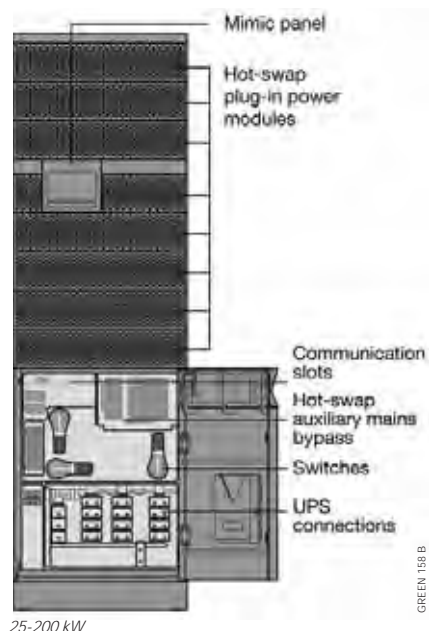 Mimic panel
Hot-swap
plug-in power
modules
Communication
slots
Hot-swap
auxiliary mains
bypass
Switches
UPS
connections
GREEN 158 B
25-200 kW